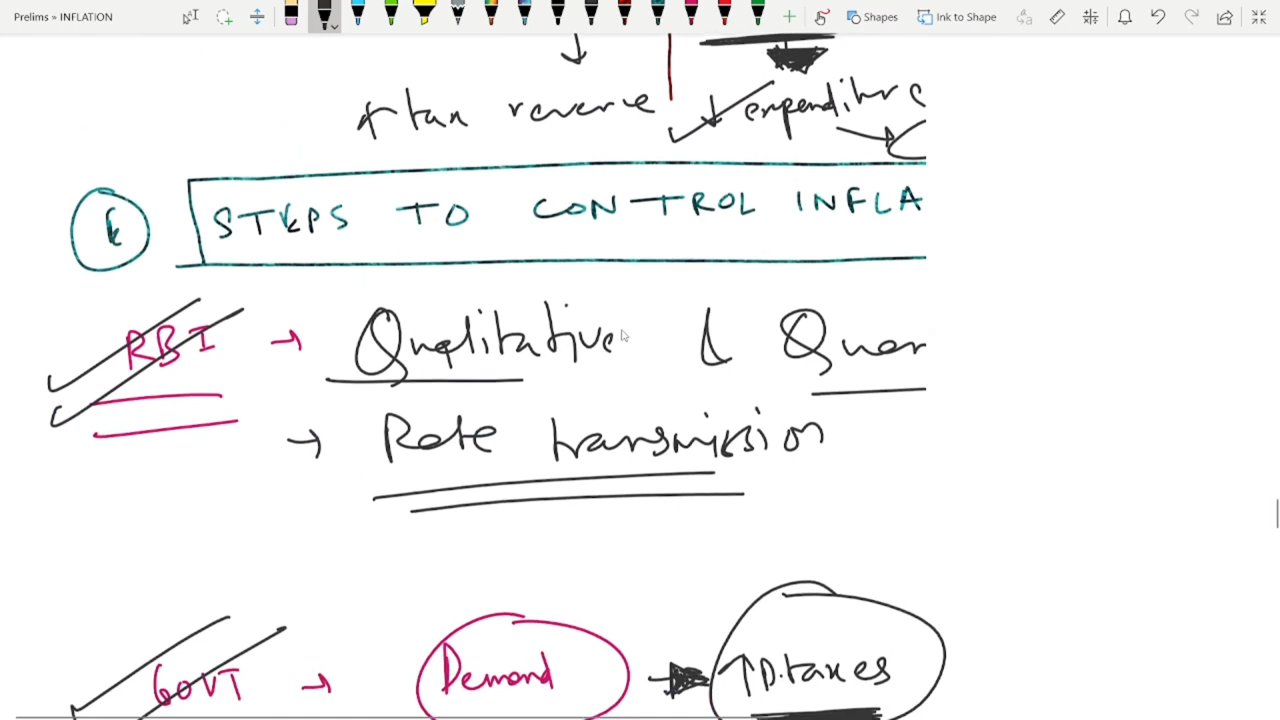 Prelims » INFLATION
Shapes Ink to Shape
↑ tax revenue ↓ expenditure
k STEPS TO CONTROL INFLA
RBI → Qualitative & Quan
→ Rate transmission
GOVT → Demand → ↑D.taxes